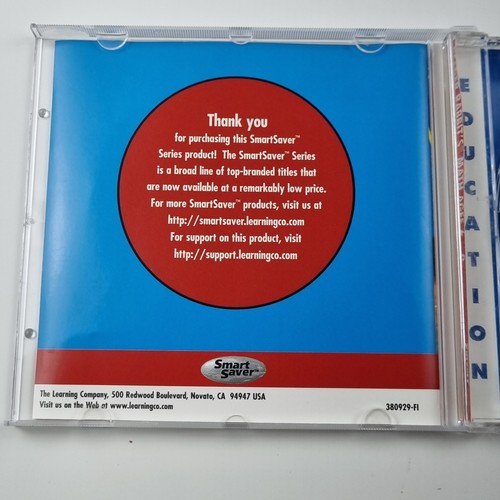 Thank you
for purchasing this SmartSaver™
Series product! The SmartSaver™ Series
is a broad line of top-branded titles that
are now available at a remarkably low price.
For more SmartSaver™ products, visit us at
http://smartsaver.learningco.com
For support on this product, visit
http://support.learningco.com
Smart
Saver™
The Learning Company, 500 Redwood Boulevard, Novato, CA 94947 USA
Visit us on the Web at www.learningco.com
380929-FI
EDUCATION